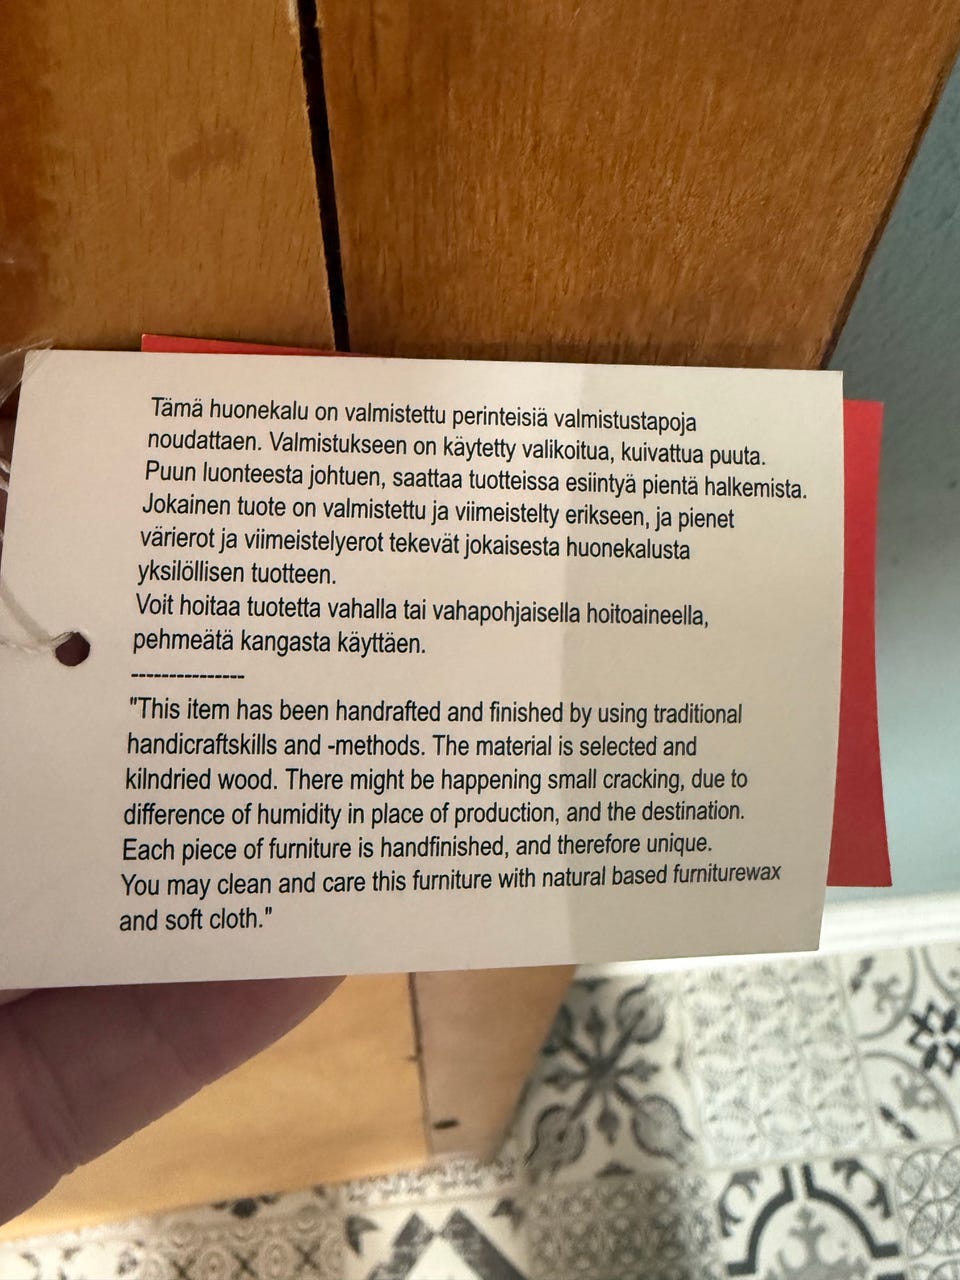 Tämä huonekalu on valmistettu perinteisiä valmistustapoja
noudattaen. Valmistukseen on käytetty valikoitua, kuivattua puuta.
Puun luonteesta johtuen, saattaa tuotteissa esiintyä pientä halkemista.
Jokainen tuote on valmistettu ja viimeistelty erikseen, ja pienet
värierot ja viimeistelyerot tekevät jokaisesta huonekalusta
yksilöllisen tuotteen.
Voit hoitaa tuotetta vahalla tai vahapohjaisella hoitoaineella,
pehmeätä kangasta käyttäen.
---------------
"This item has been handrafted and finished by using traditional
handicraftskills and -methods. The material is selected and
kilndried wood. There might be happening small cracking, due to
difference of humidity in place of production, and the destination.
Each piece of furniture is handfinished, and therefore unique.
You may clean and care this furniture with natural based furniturewax
and soft cloth."